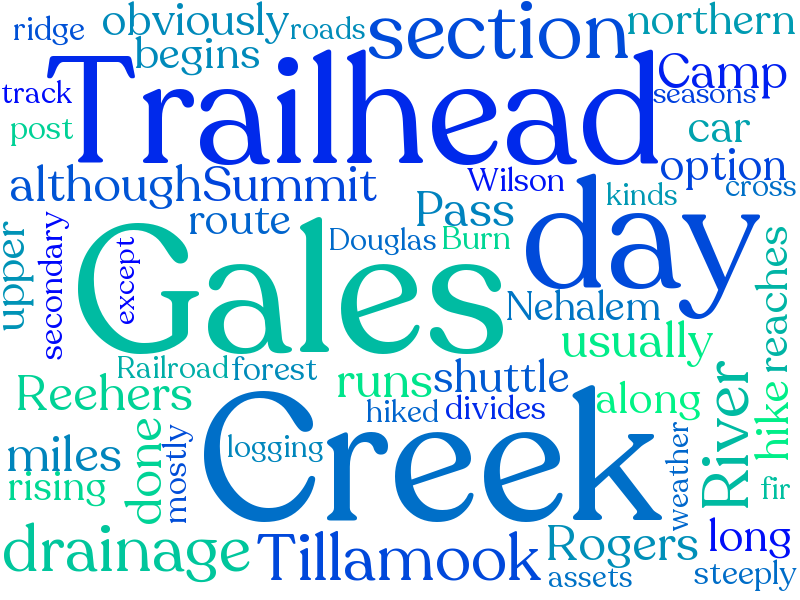 ridge
obviously
roads
section
northern
begins
Trailhead
Camp
track
seasons
post
car
although
Summit
Wilson
option
kinds
cross
route
Pass
day
upper
secondary
except
Gales
Douglas
Burn
Nehalem
reaches
usually
Railroad
forest
Reehers
runs
shuttle
hiked
divides
along
River
hike
miles
done
mostly
logging
Creek
weather
rising
fir
drainage
Tillamook
Rogers
long
assets
steeply